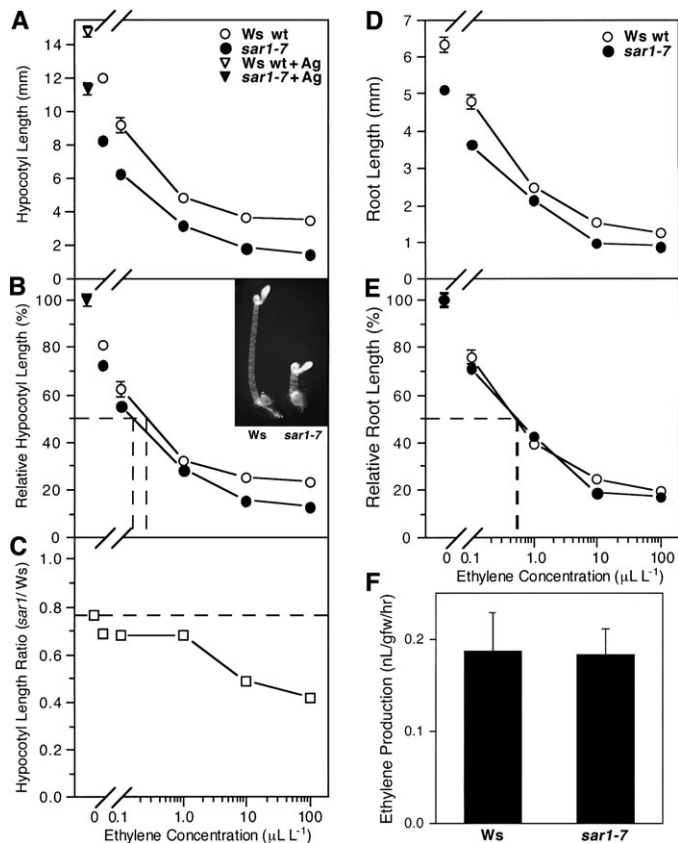 A
Hypocotyl Length (mm)
14
12
10
8
6
4
2
0
Ws wt
sar1-7
Ws wt + Ag
sar1-7 + Ag
B
Relative Hypocotyl Length (%)
100
80
60
40
20
0
Ws sar1-7
C
Hypocotyl Length Ratio (sar1/Ws)
1.0
0.8
0.6
0.4
0.2
0.0
0 0.1 1.0 10 100
Ethylene Concentration (µL L-1)
D
Root Length (mm)
7
6
5
4
3
2
1
0
Ws wt
sar1-7
E
Relative Root Length (%)
100
80
60
40
20
0
0 0.1 1.0 10 100
Ethylene Concentration (µL L-1)
F
Ethylene Production (nL/gfw/hr)
0.2
0.1
0.0
Ws sar1-7